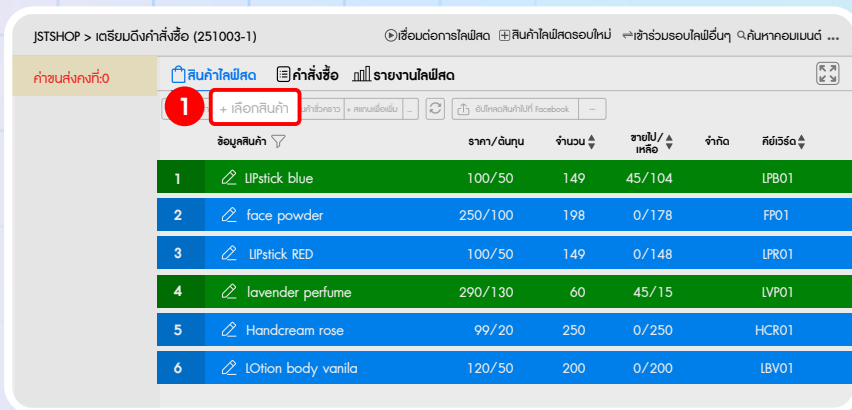 JSTSHOP > เตรียมดึงคำสั่งซื้อ (251003-1) เชื่อมต่อการไลฟ์สด สินค้าไลฟ์สดรอบใหม่ เข้าร่วมรอบไลฟ์อื่นๆ ค้นหาคอมเมนต์ ...
ค่าขนส่งคงที่:0
สินค้าไลฟ์สด คำสั่งซื้อ รายงานไลฟ์สด
1 + เลือกสินค้า + สแกนเพื่อเพิ่ม ... อัปโหลดสินค้าไปที่ Facebook ...
ข้อมูลสินค้า ราคา/ต้นทุน จำนวน ขายไป/เหลือ จำกัด คีย์เวิร์ด
1 LIPstick blue 100/50 149 45/104 LPB01
2 face powder 250/100 198 0/178 FP01
3 LIPstick RED 100/50 149 0/148 LPR01
4 lavender perfume 290/130 60 45/15 LVP01
5 Handcream rose 99/20 250 0/250 HCR01
6 LOtion body vanila 120/50 200 0/200 LBV01